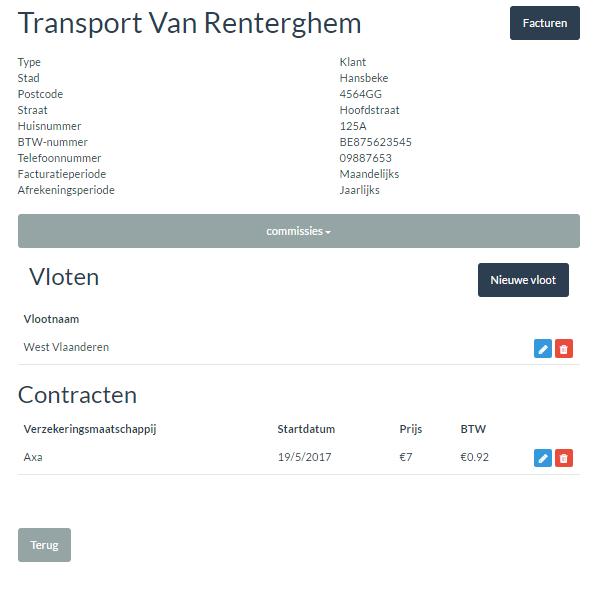 Transport Van Renterghem
Facturen
Type Klant
Stad Hansbeke
Postcode 4564GG
Straat Hoofdstraat
Huisnummer 125A
BTW-nummer BE875623545
Telefoonnummer 09887653
Facturatieperiode Maandelijks
Afrekeningsperiode Jaarlijks
commissies
Vloten
Nieuwe vloot
Vlootnaam
West Vlaanderen
Contracten
Verzekeringsmaatschappij Startdatum Prijs BTW
Axa 19/5/2017 €7 €0.92
Terug